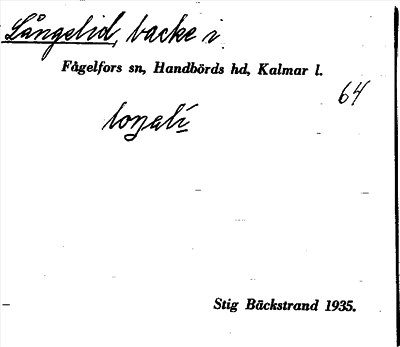 Långelid, backe i
Fågelfors sn, Handbörds hd, Kalmar l.
64
Stig Bäckstrand 1935.